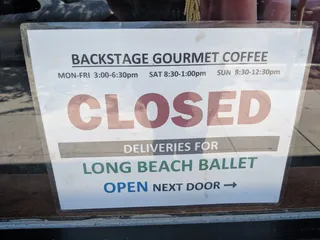 BACKSTAGE GOURMET COFFEE
MON-FRI 3:00-6:30pm SAT 8:30-1:00pm SUN 9:30-12:30pm
CLOSED
DELIVERIES FOR
LONG BEACH BALLET
OPEN NEXT DOOR →